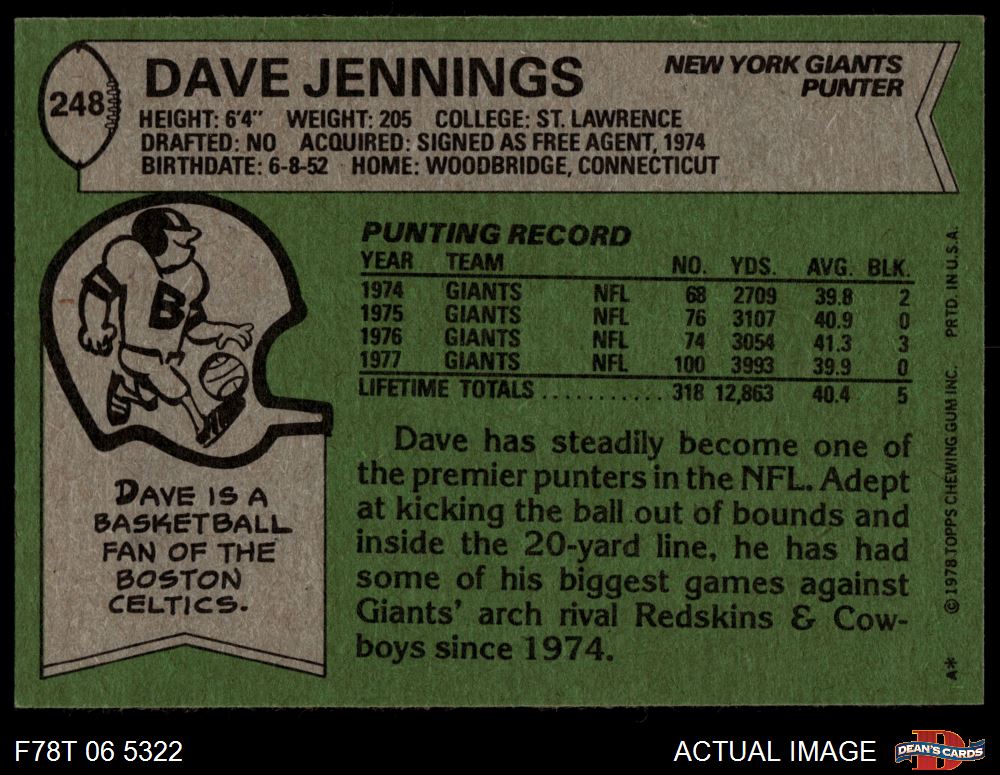 248
DAVE JENNINGS
NEW YORK GIANTS
PUNTER
HEIGHT: 6'4" WEIGHT: 205 COLLEGE: ST. LAWRENCE
DRAFTED: NO ACQUIRED: SIGNED AS FREE AGENT, 1974
BIRTHDATE: 6-8-52 HOME: WOODBRIDGE, CONNECTICUT
B
DAVE IS A
BASKETBALL
FAN OF THE
BOSTON
CELTICS.
PUNTING RECORD
YEAR TEAM NO. YDS. AVG. BLK.
1974 GIANTS NFL 68 2709 39.8 2
1975 GIANTS NFL 76 3107 40.9 0
1976 GIANTS NFL 74 3054 41.3 3
1977 GIANTS NFL 100 3993 39.9 0
LIFETIME TOTALS ........... 318 12,863 40.4 5
Dave has steadily become one of
the premier punters in the NFL. Adept
at kicking the ball out of bounds and
inside the 20-yard line, he has had
some of his biggest games against
Giants' arch rival Redskins & Cow-
boys since 1974.
A* © 1978 TOPPS CHEWING GUM INC. PRTD. IN U.S.A.
F78T 06 5322
ACTUAL IMAGE
D
DEAN'S CARDS